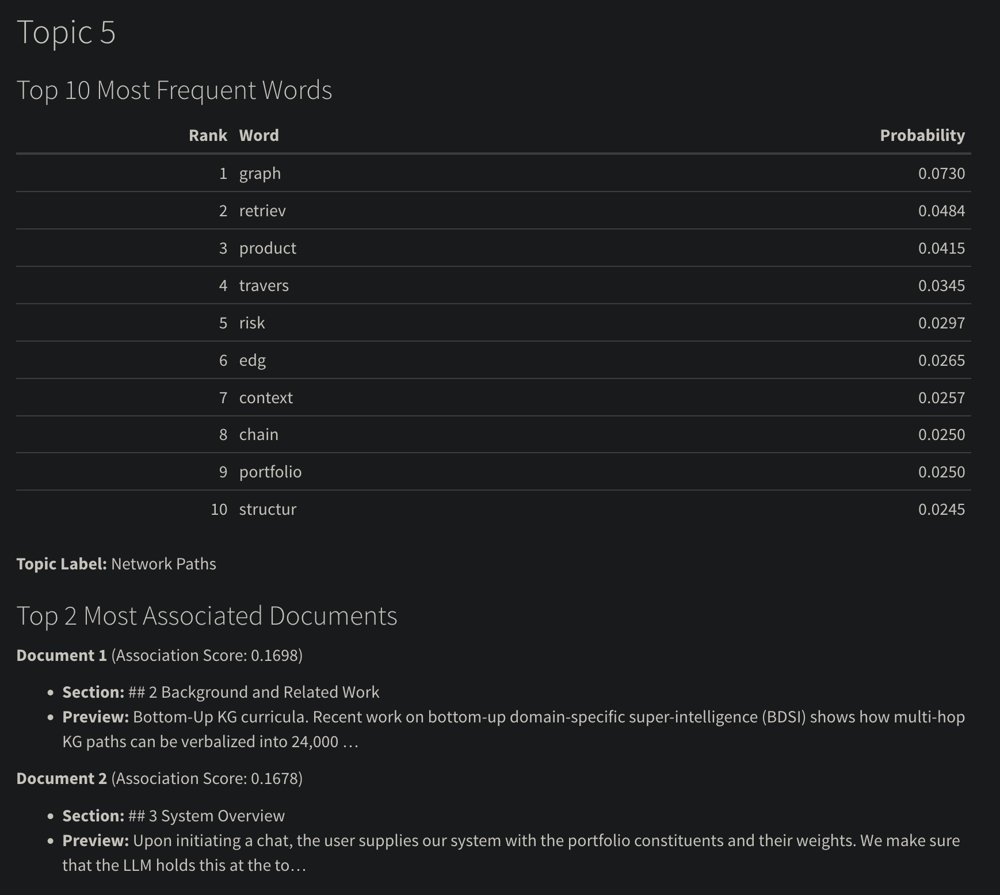 Topic 5
Top 10 Most Frequent Words
Rank Word Probability
1 graph 0.0730
2 retriev 0.0484
3 product 0.0415
4 travers 0.0345
5 risk 0.0297
6 edg 0.0265
7 context 0.0257
8 chain 0.0250
9 portfolio 0.0250
10 structur 0.0245
Topic Label: Network Paths
Top 2 Most Associated Documents
Document 1 (Association Score: 0.1698)
• Section: ## 2 Background and Related Work
• Preview: Bottom-Up KG curricula. Recent work on bottom-up domain-specific super-intelligence (BDSI) shows how multi-hop
KG paths can be verbalized into 24,000 …
Document 2 (Association Score: 0.1678)
• Section: ## 3 System Overview
• Preview: Upon initiating a chat, the user supplies our system with the portfolio constituents and their weights. We make sure
that the LLM holds this at the to…